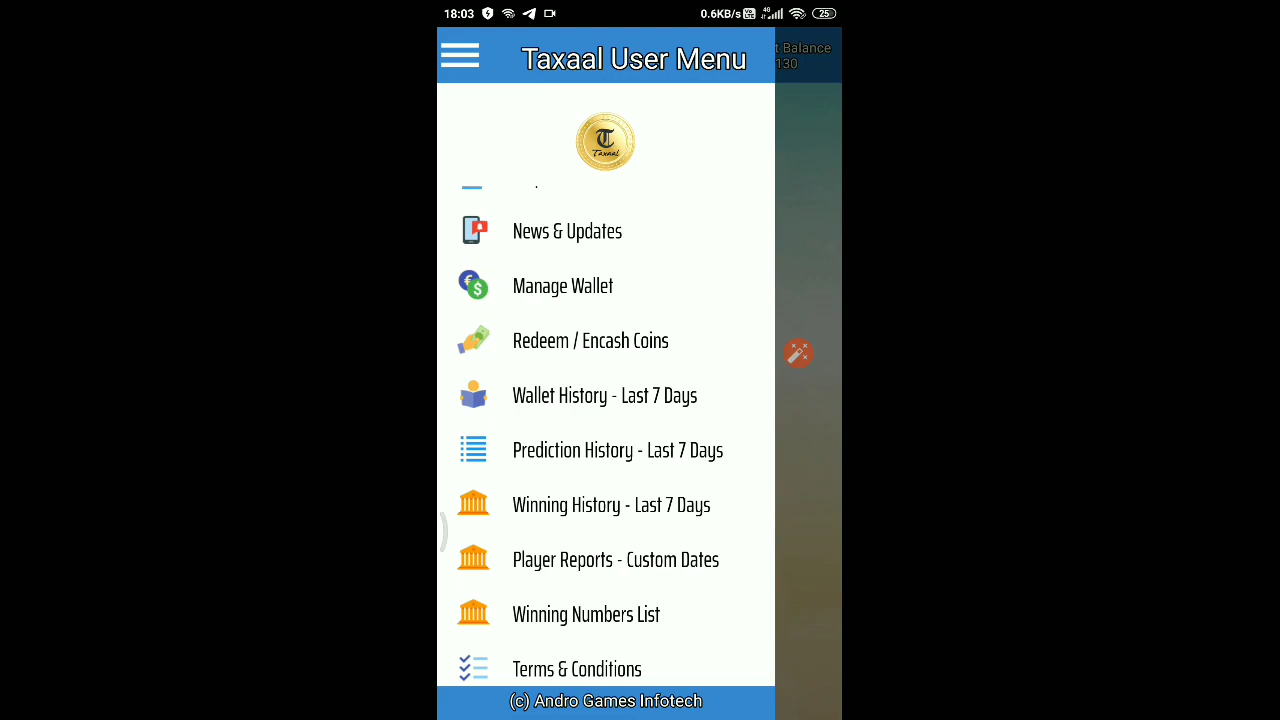 18:03
0.6KB/s VoLTE 4G 25
Taxaal User Menu
t Balance
130
T
Taxaal
News & Updates
Manage Wallet
Redeem / Encash Coins
Wallet History - Last 7 Days
Prediction History - Last 7 Days
Winning History - Last 7 Days
Player Reports - Custom Dates
Winning Numbers List
Terms & Conditions
(c) Andro Games Infotech